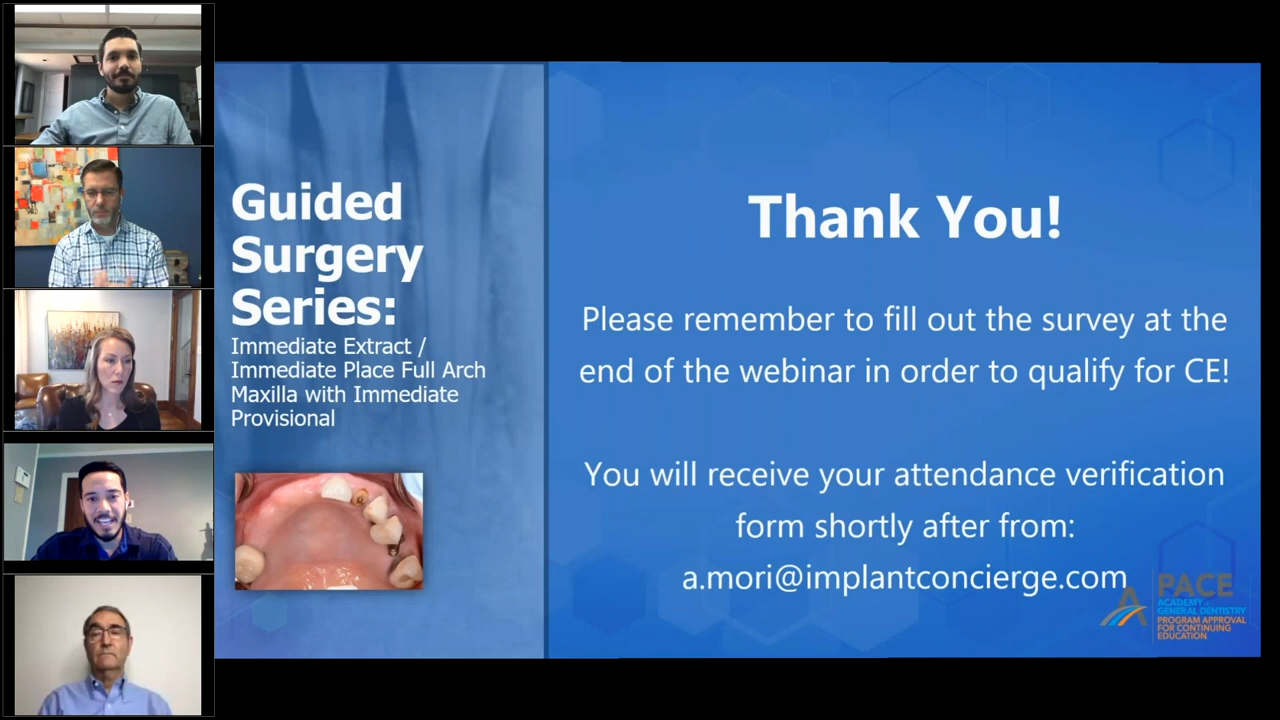 Guided
Surgery
Series:
Immediate Extract /
Immediate Place Full Arch
Maxilla with Immediate
Provisional
Thank You!
Please remember to fill out the survey at the
end of the webinar in order to qualify for CE!
You will receive your attendance verification
form shortly after from:
a.mori@implantconcierge.com
PACE
ACADEMY of
GENERAL DENTISTRY
PROGRAM APPROVAL
FOR CONTINUING
EDUCATION